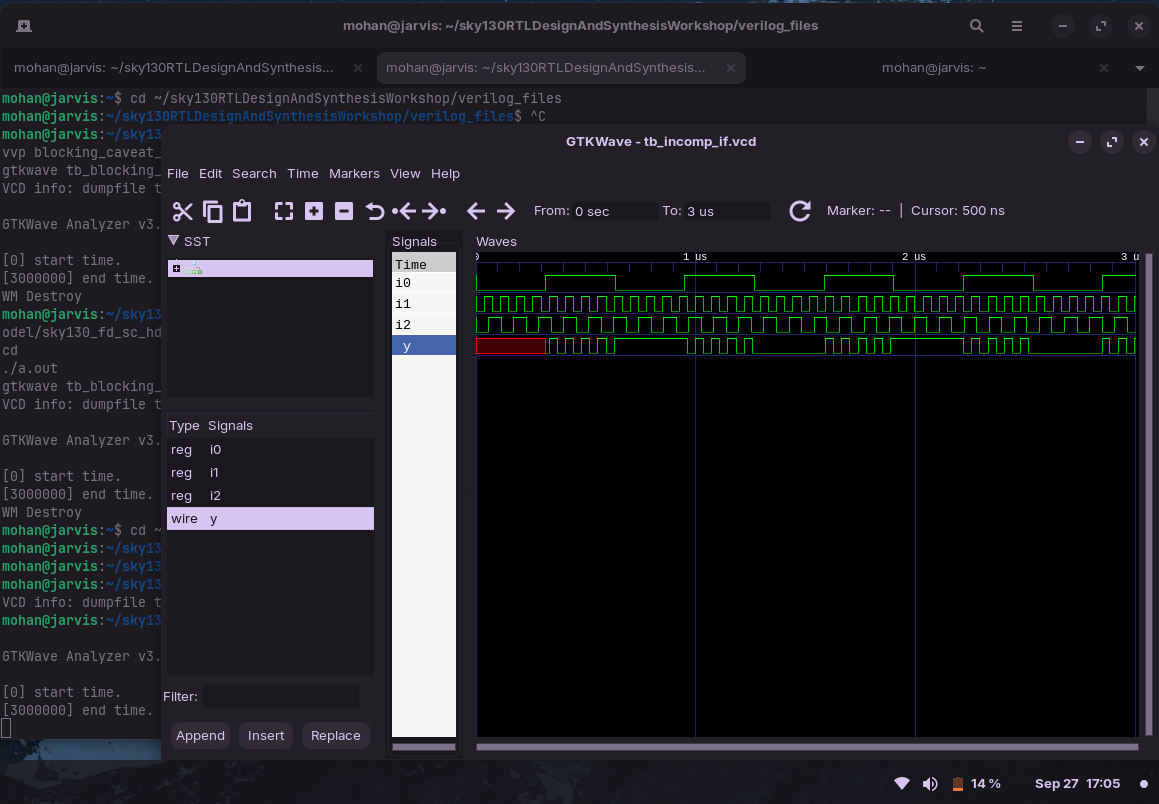 mohan@jarvis: ~/sky130RTLDesignAndSynthesisWorkshop/verilog_files
mohan@jarvis: ~/sky130RTLDesignAndSynthesis...
mohan@jarvis: ~/sky130RTLDesignAndSynthesis...
mohan@jarvis: ~
mohan@jarvis:~$ cd ~/sky130RTLDesignAndSynthesisWorkshop/verilog_files
mohan@jarvis:~/sky130RTLDesignAndSynthesisWorkshop/verilog_files$ ^C
mohan@jarvis:~/sky13
vvp blocking_caveat_
gtkwave tb_blocking_
VCD info: dumpfile t
GTKWave Analyzer v3.
[0] start time.
[3000000] end time.
WM Destroy
mohan@jarvis:~/sky13
odel/sky130_fd_sc_hd
cd
./a.out
gtkwave tb_blocking_
VCD info: dumpfile t
GTKWave Analyzer v3.
[0] start time.
[3000000] end time.
WM Destroy
mohan@jarvis:~$ cd ~
mohan@jarvis:~/sky13
mohan@jarvis:~/sky13
mohan@jarvis:~/sky13
VCD info: dumpfile t
mohan@jarvis:~/sky13
GTKWave Analyzer v3.
[0] start time.
[3000000] end time.
GTKWave - tb_incomp_if.vcd
File Edit Search Time Markers View Help
From: 0 sec To: 3 us Marker: -- | Cursor: 500 ns
SST
Type Signals
reg i0
reg i1
reg i2
wire y
Filter:
Append Insert Replace
Signals
Time
i0
i1
i2
y
Waves
0 1 us 2 us 3 u
14 % Sep 27 17:05